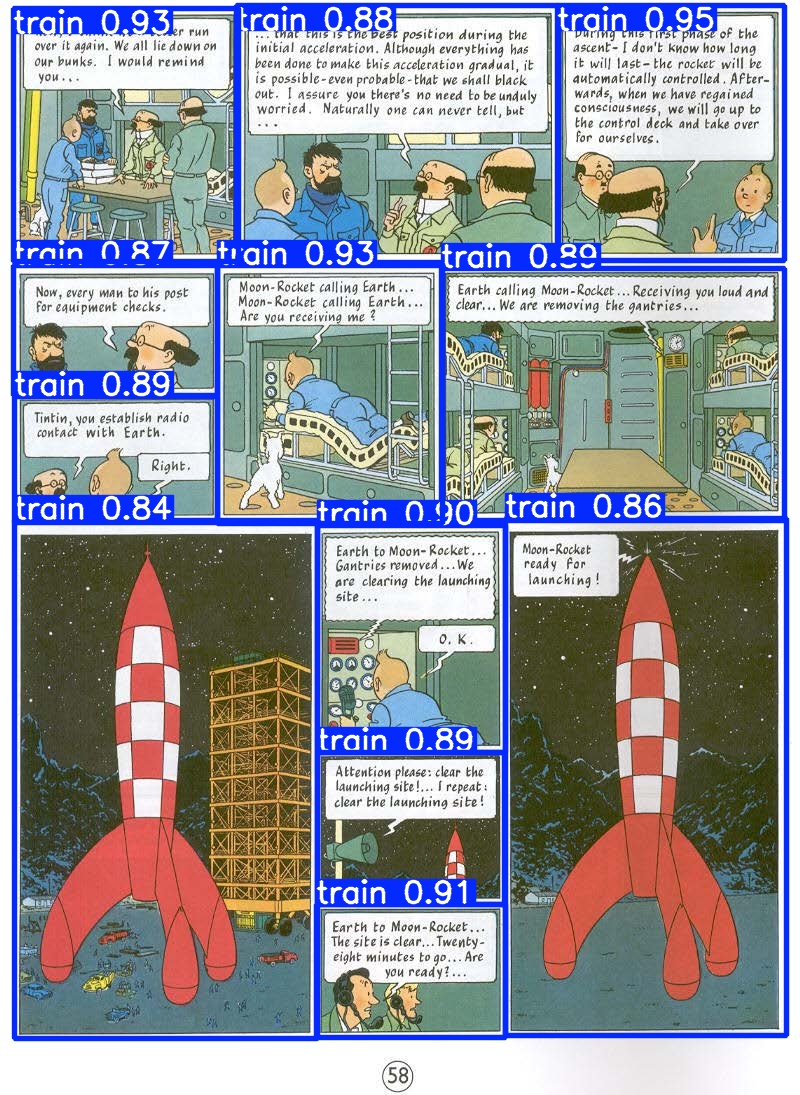 train 0.93
run
over it again. We all lie down on
our bunks. I would remind
you...
train 0.88
... that this is the best position during the
initial acceleration. Although everything has
been done to make this acceleration gradual, it
is possible-even probable-that we shall black
out. I assure you there's no need to be unduly
worried. Naturally one can never tell, but
...
train 0.95
During this first phase of the
ascent-I don't know how long
it will last-the rocket will be
automatically controlled. After-
wards, when we have regained
consciousness, we will go up to
the control deck and take over
for ourselves.
train 0.87
Now, every man to his post
for equipment checks.
train 0.89
Tintin, you establish radio
contact with Earth.
Right.
train 0.93
Moon-Rocket calling Earth...
Moon-Rocket calling Earth...
Are you receiving me?
train 0.89
Earth calling Moon-Rocket... Receiving you loud and
clear... We are removing the gantries...
train 0.84
train 0.90
Earth to Moon-Rocket...
Gantries removed... We
are clearing the launching
site...
O.K.
train 0.89
Attention please: clear the
launching site!... I repeat:
clear the launching site!
train 0.91
Earth to Moon-Rocket...
The site is clear... Twenty-
eight minutes to go... Are
you ready?...
train 0.86
Moon-Rocket
ready for
launching!
58